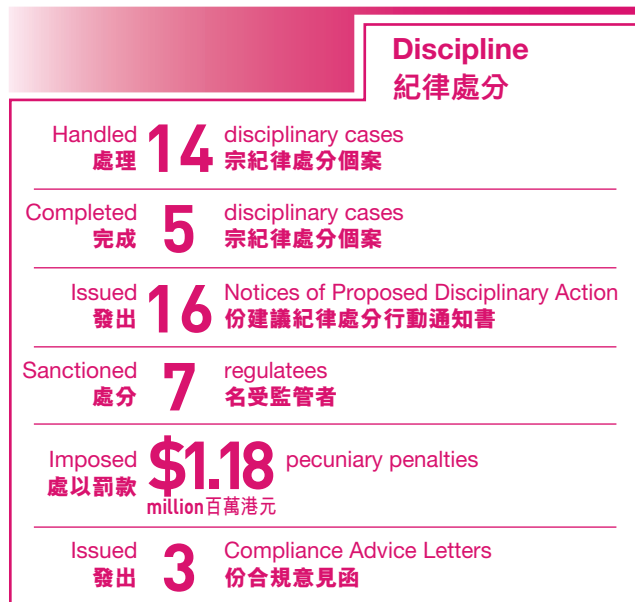 Discipline
紀律處分
Handled 14 disciplinary cases
處理 宗紀律處分個案
Completed 5 disciplinary cases
完成 宗紀律處分個案
Issued 16 Notices of Proposed Disciplinary Action
發出 份建議紀律處分行動通知書
Sanctioned 7 regulatees
處分 名受監管者
Imposed $1.18 pecuniary penalties
處以罰款
million百萬港元
Issued 3 Compliance Advice Letters
發出 份合規意見函